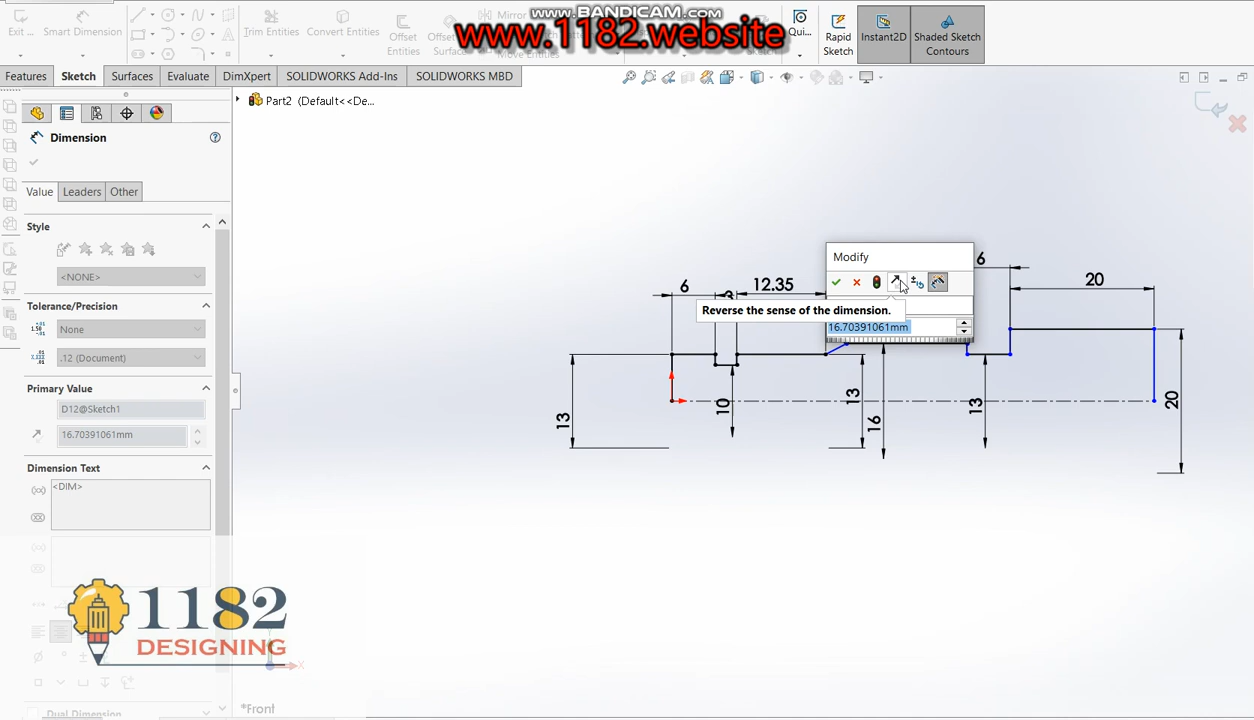 www.BANDICAM.com
www.1182.website
Exit ...
Smart Dimension
Trim Entities
Convert Entities
Offset
Entities
Mirror
Move Entities
Qui...
Rapid
Sketch
Instant2D
Shaded Sketch
Contours
Features
Sketch
Surfaces
Evaluate
DimXpert
SOLIDWORKS Add-Ins
SOLIDWORKS MBD
Part2 (Default<<De...
Dimension
Value
Leaders
Other
Style
<NONE>
Tolerance/Precision
None
.12 (Document)
Primary Value
D12@Sketch1
16.70391061mm
Dimension Text
<DIM>
Dual Dimension
Modify
Reverse the sense of the dimension.
16.70391061mm
6
12.35
6
20
13
10
13
16
13
20
1182
DESIGNING
*Front